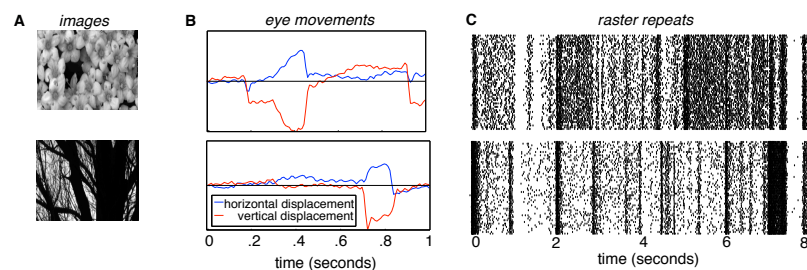 A images
B eye movements
C raster repeats
horizontal displacement
vertical displacement
0 .2 .4 .6 .8 1
time (seconds)
0 2 4 6 8
time (seconds)